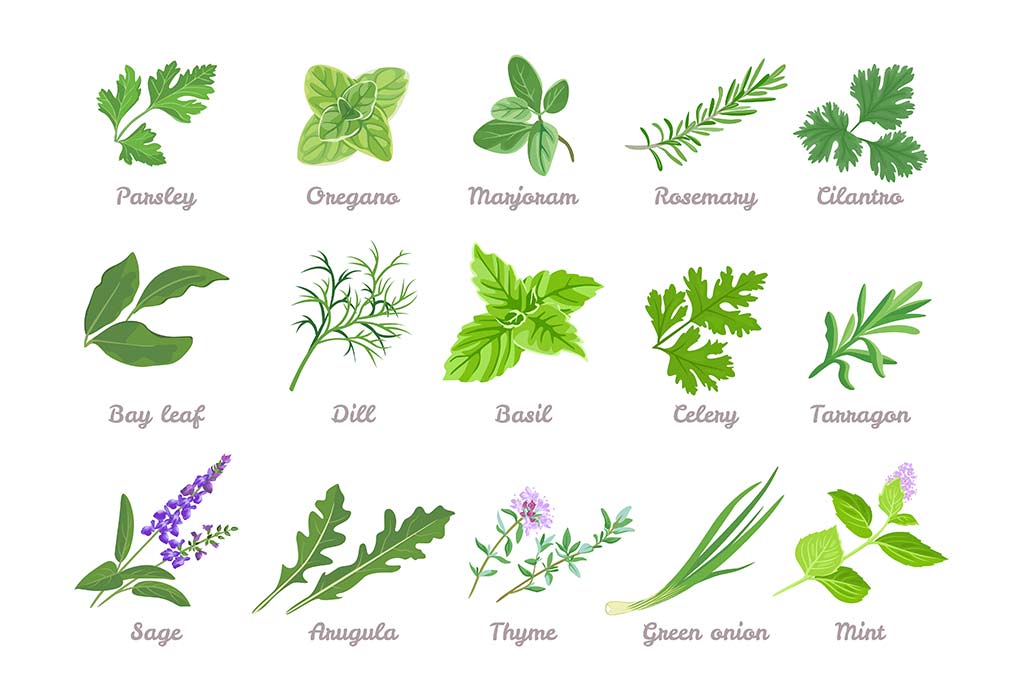 Parsley
Oregano
Marjoram
Rosemary
Cilantro
Bay leaf
Dill
Basil
Celery
Tarragon
Sage
Arugula
Thyme
Green onion
Mint